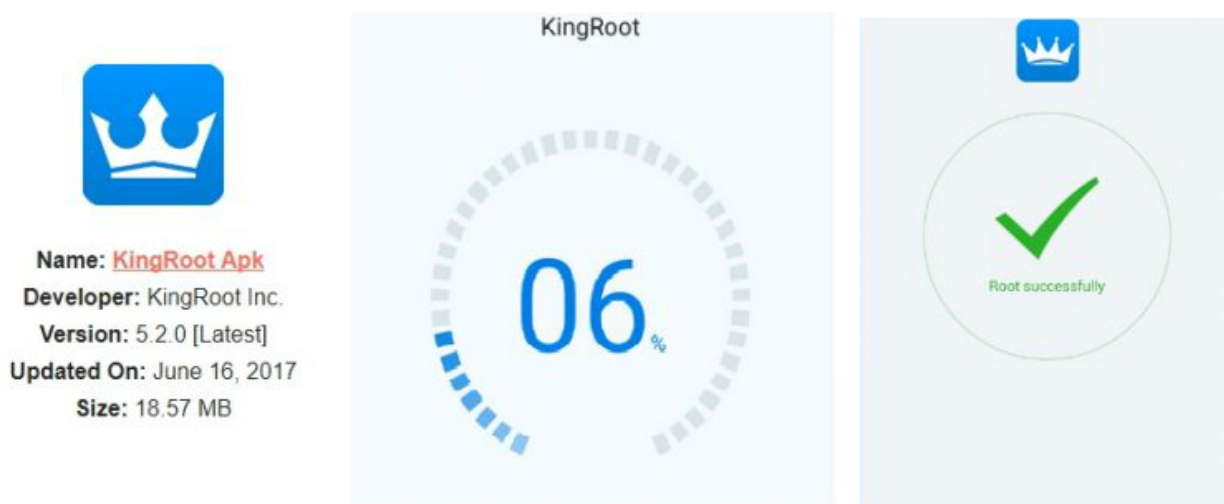 Name: KingRoot Apk
Developer: KingRoot Inc.
Version: 5.2.0 [Latest]
Updated On: June 16, 2017
Size: 18.57 MB
KingRoot
06%
Root successfully